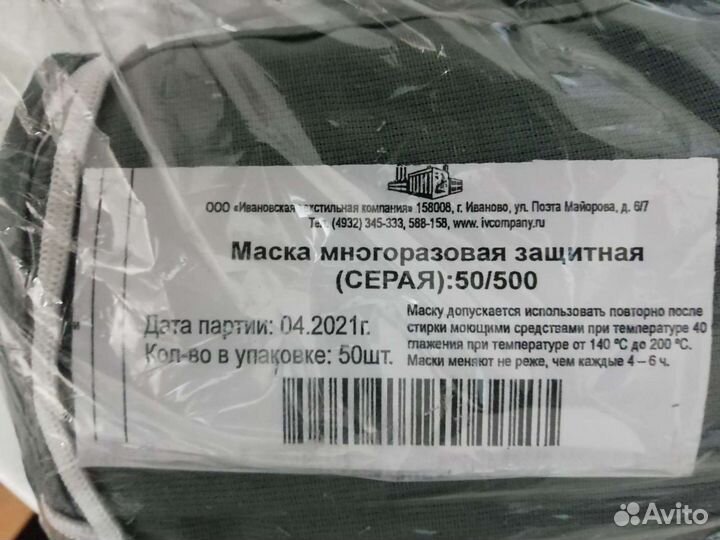 ООО «Ивановская текстильная компания» 158008, г. Иваново, ул. Поэта Майорова, д. 6/7
Тел. (4932) 345-333, 588-158, www. ivcompany.ru
Маска многоразовая защитная
(СЕРАЯ):50/500
Дата партии: 04.2021г.
Кол-во в упаковке: 50шт.
Маску допускается использовать повторно после
стирки моющими средствами при температуре 40
глажения при температуре от 140 ºС до 200 ºС.
Маски меняют не реже, чем каждые 4 – 6 ч.
Avito